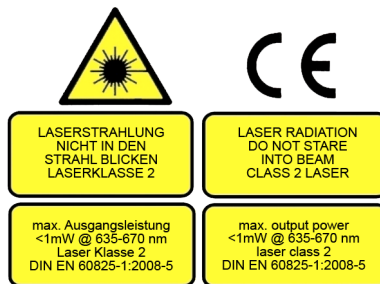 CE
LASERSTRAHLUNG
NICHT IN DEN
STRAHL BLICKEN
LASERKLASSE 2
LASER RADIATION
DO NOT STARE
INTO BEAM
CLASS 2 LASER
max. Ausgangsleistung
<1mW @ 635-670 nm
Laser Klasse 2
DIN EN 60825-1:2008-5
max. output power
<1mW @ 635-670 nm
laser class 2
DIN EN 60825-1:2008-5